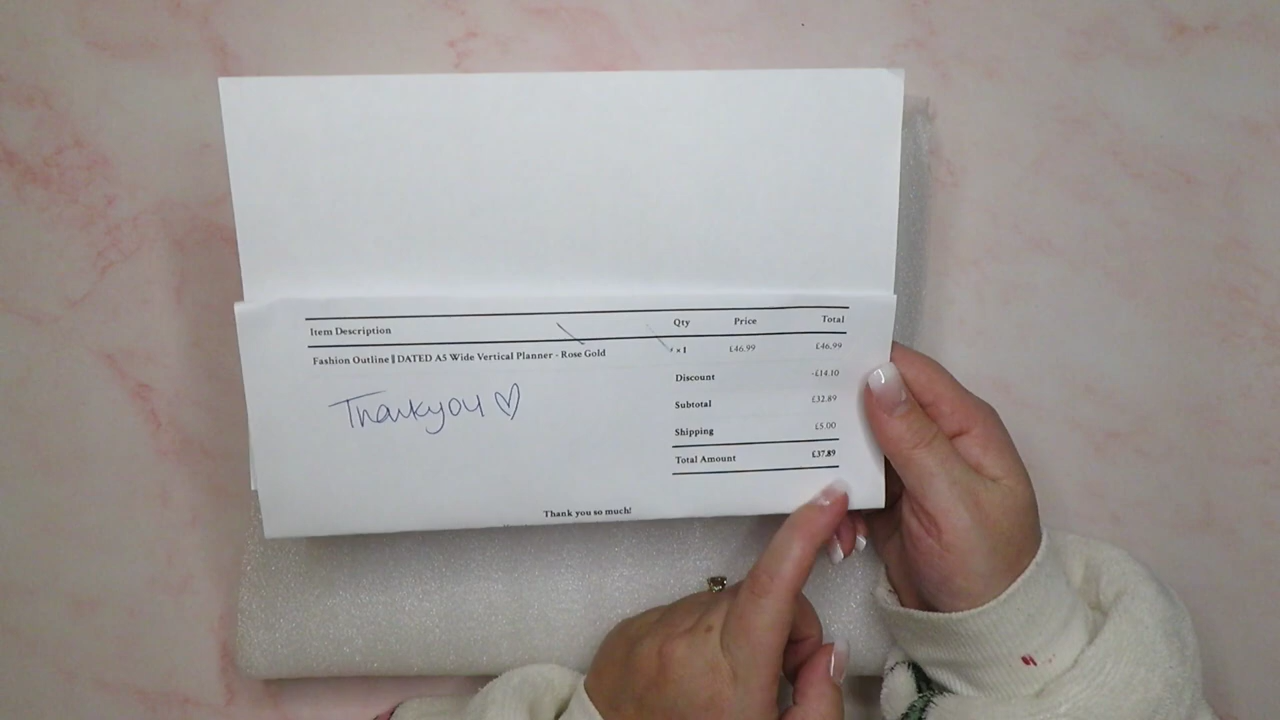 Item Description Qty Price Total
Fashion Outline || DATED A5 Wide Vertical Planner - Rose Gold × 1 £46.99 £46.99
Discount -£14.10
Thankyou ♡
Subtotal £32.89
Shipping £5.00
Total Amount £37.89
Thank you so much!